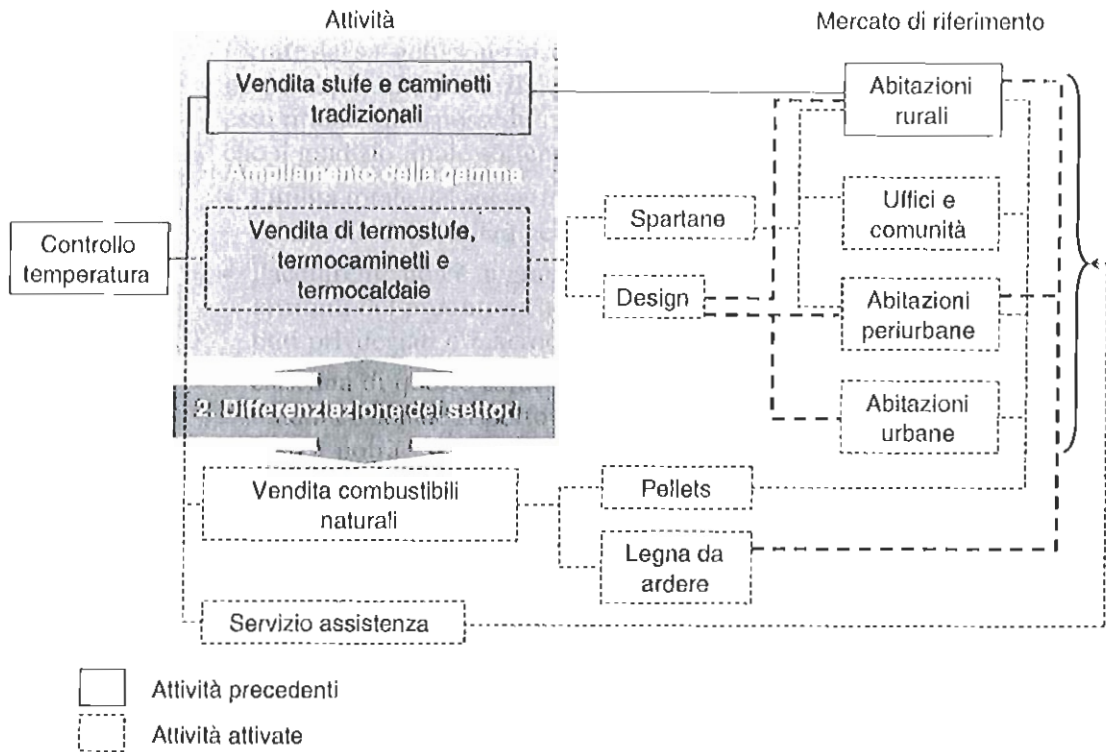 Attività
Mercato di riferimento
Vendita stufe e caminetti
tradizionali
Abitazioni
rurali
1. Ampliamento della gamma
Controllo
temperatura
Vendita di termostufe,
termocaminetti e
termocaldaie
Spartane
Design
Uffici e
comunità
Abitazioni
periurbane
Abitazioni
urbane
2. Differenziazione dei settori
Vendita combustibili
naturali
Pellets
Legna da
ardere
Servizio assistenza
Attività precedenti
Attività attivate